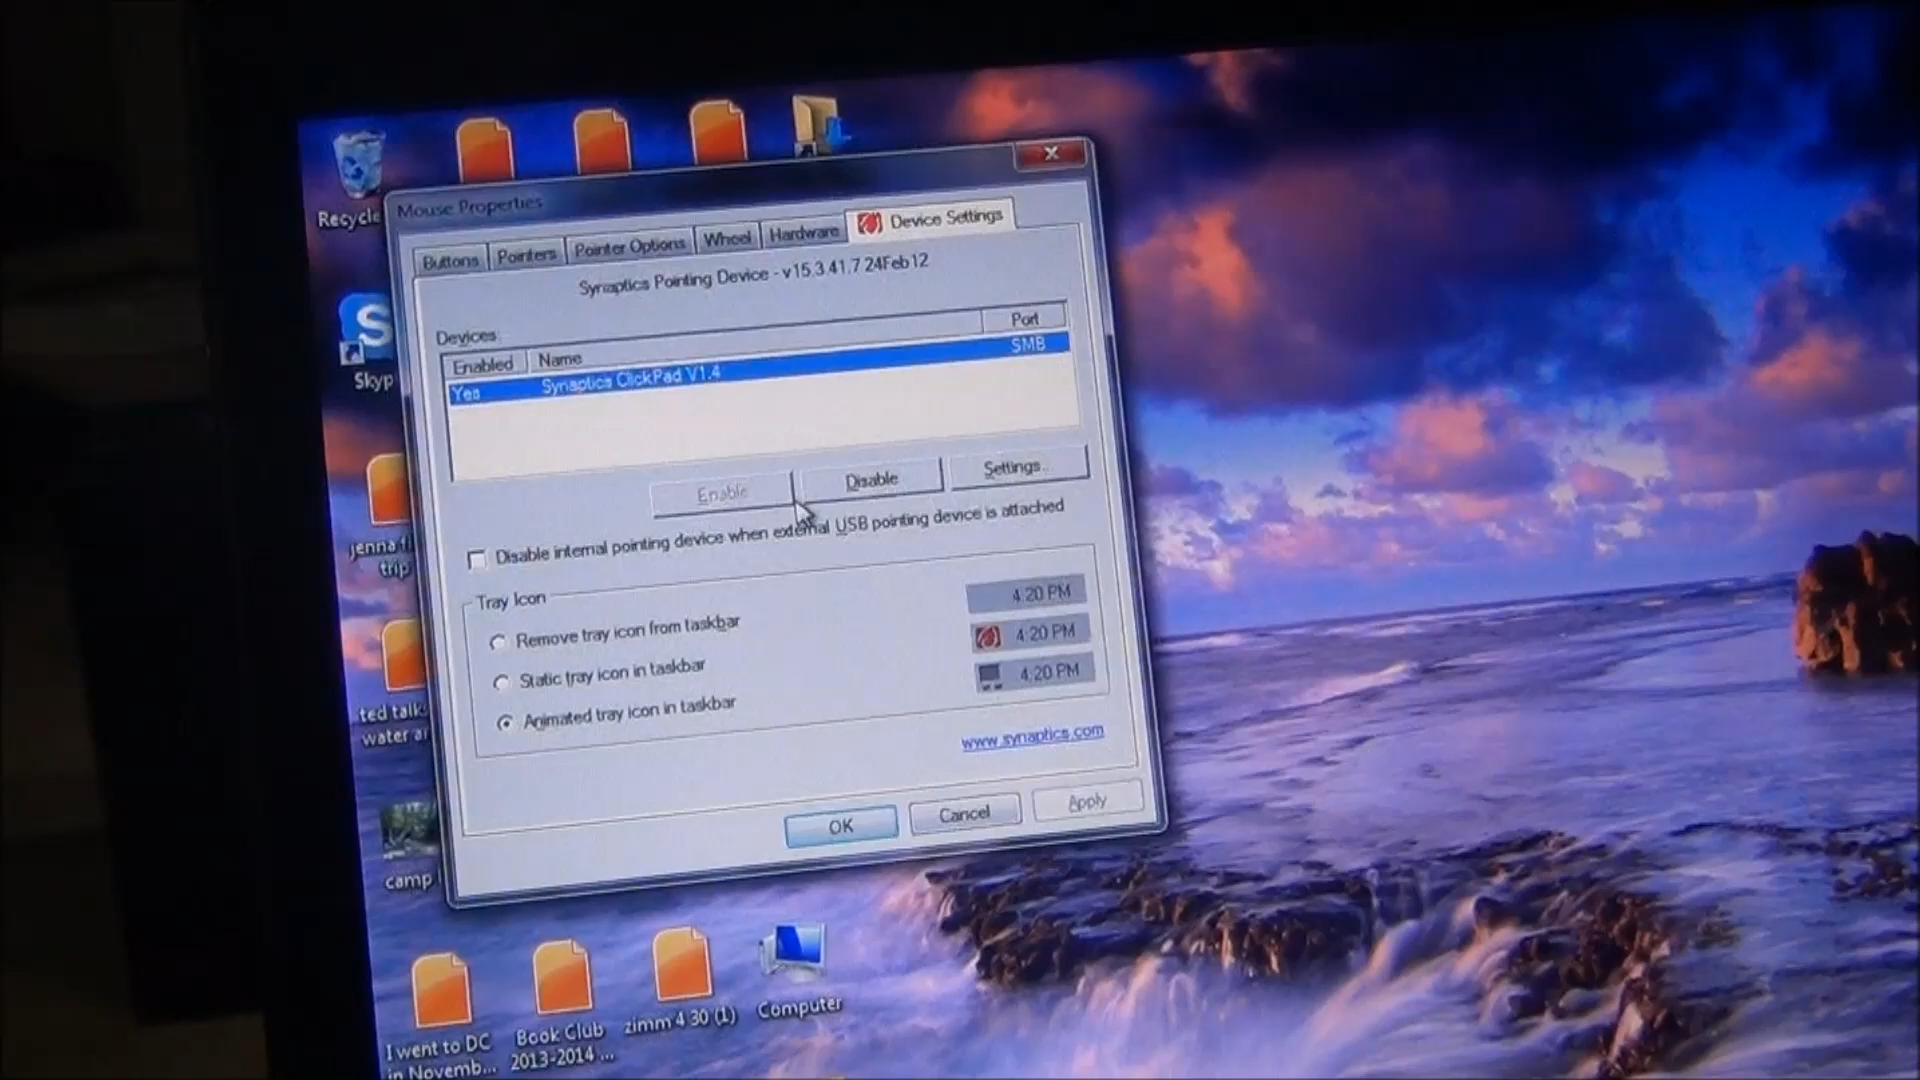 Recycle
Mouse Properties
Buttons
Pointers
Pointer Options
Wheel
Hardware
Device Settings
Synaptics Pointing Device - v15.3.41.7 24Feb12
Devices:
Enabled
Name
Port
Yes
Synaptics ClickPad V1.4
SMB
Enable
Disable
Settings...
Disable internal pointing device when external USB pointing device is attached
Tray Icon
Remove tray icon from taskbar
4:20 PM
Static tray icon in taskbar
4:20 PM
Animated tray icon in taskbar
4:20 PM
www.synaptics.com
OK
Cancel
Apply
S
Skyp
jenna
trip
ted talk
water
camp
I went to DC
in Novemb...
Book Club
2013-2014 ...
zimm 4 30 (1)
Computer